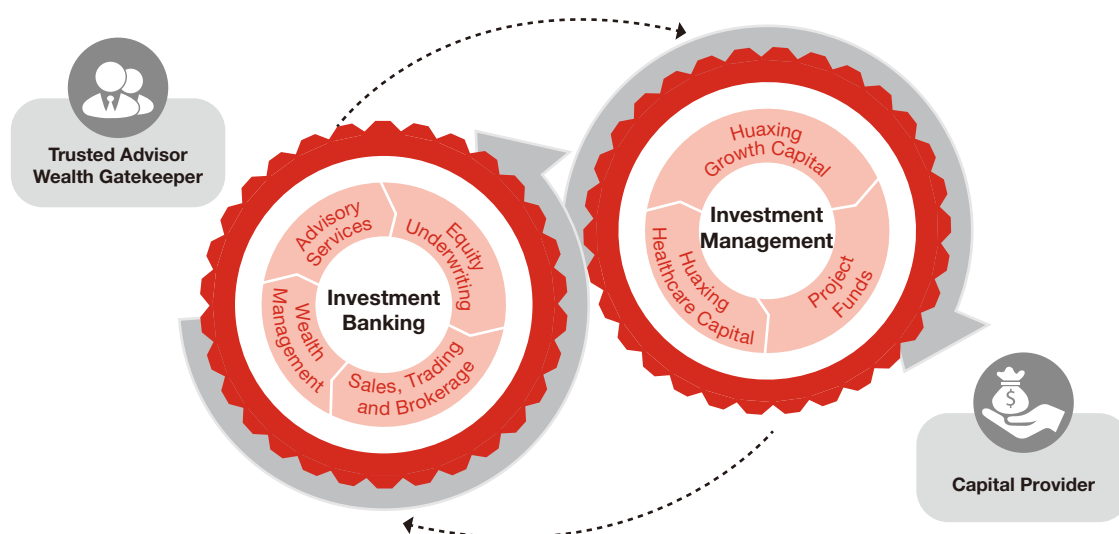 Trusted Advisor
Wealth Gatekeeper
Advisory
Services
Equity
Underwriting
Sales, Trading
and Brokerage
Wealth
Management
Investment
Banking
Huaxing
Growth Capital
Project
Funds
Huaxing
Healthcare Capital
Investment
Management
$
Capital Provider